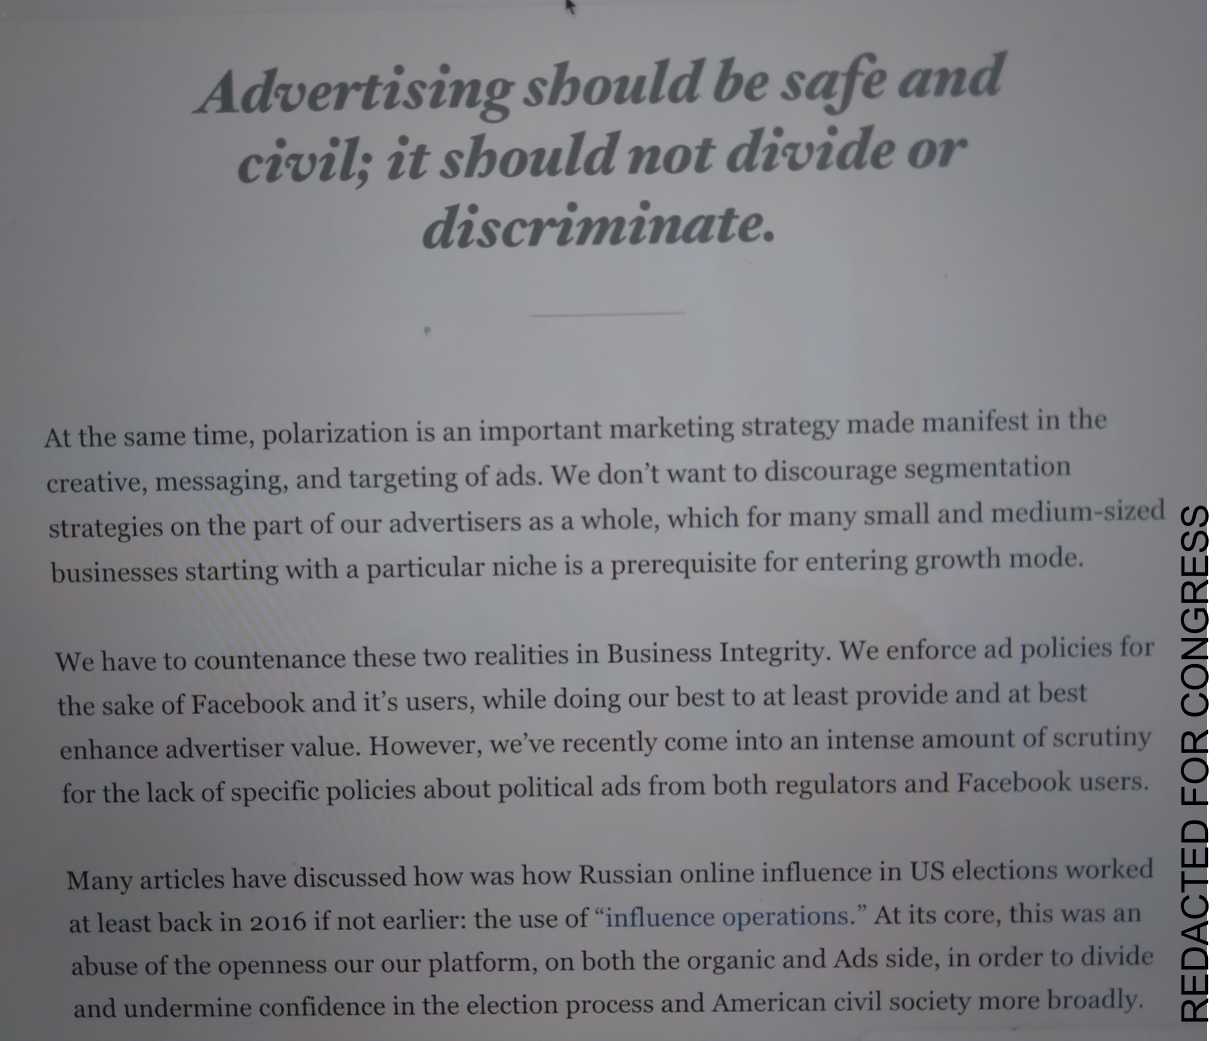 Advertising should be safe and
civil; it should not divide or
discriminate.
At the same time, polarization is an important marketing strategy made manifest in the
creative, messaging, and targeting of ads. We don’t want to discourage segmentation
strategies on the part of our advertisers as a whole, which for many small and medium-sized
businesses starting with a particular niche is a prerequisite for entering growth mode.
We have to countenance these two realities in Business Integrity. We enforce ad policies for
the sake of Facebook and it’s users, while doing our best to at least provide and at best
enhance advertiser value. However, we’ve recently come into an intense amount of scrutiny
for the lack of specific policies about political ads from both regulators and Facebook users.
Many articles have discussed how was how Russian online influence in US elections worked
at least back in 2016 if not earlier: the use of “influence operations.” At its core, this was an
abuse of the openness our our platform, on both the organic and Ads side, in order to divide
and undermine confidence in the election process and American civil society more broadly.
REDACTED FOR CONGRESS